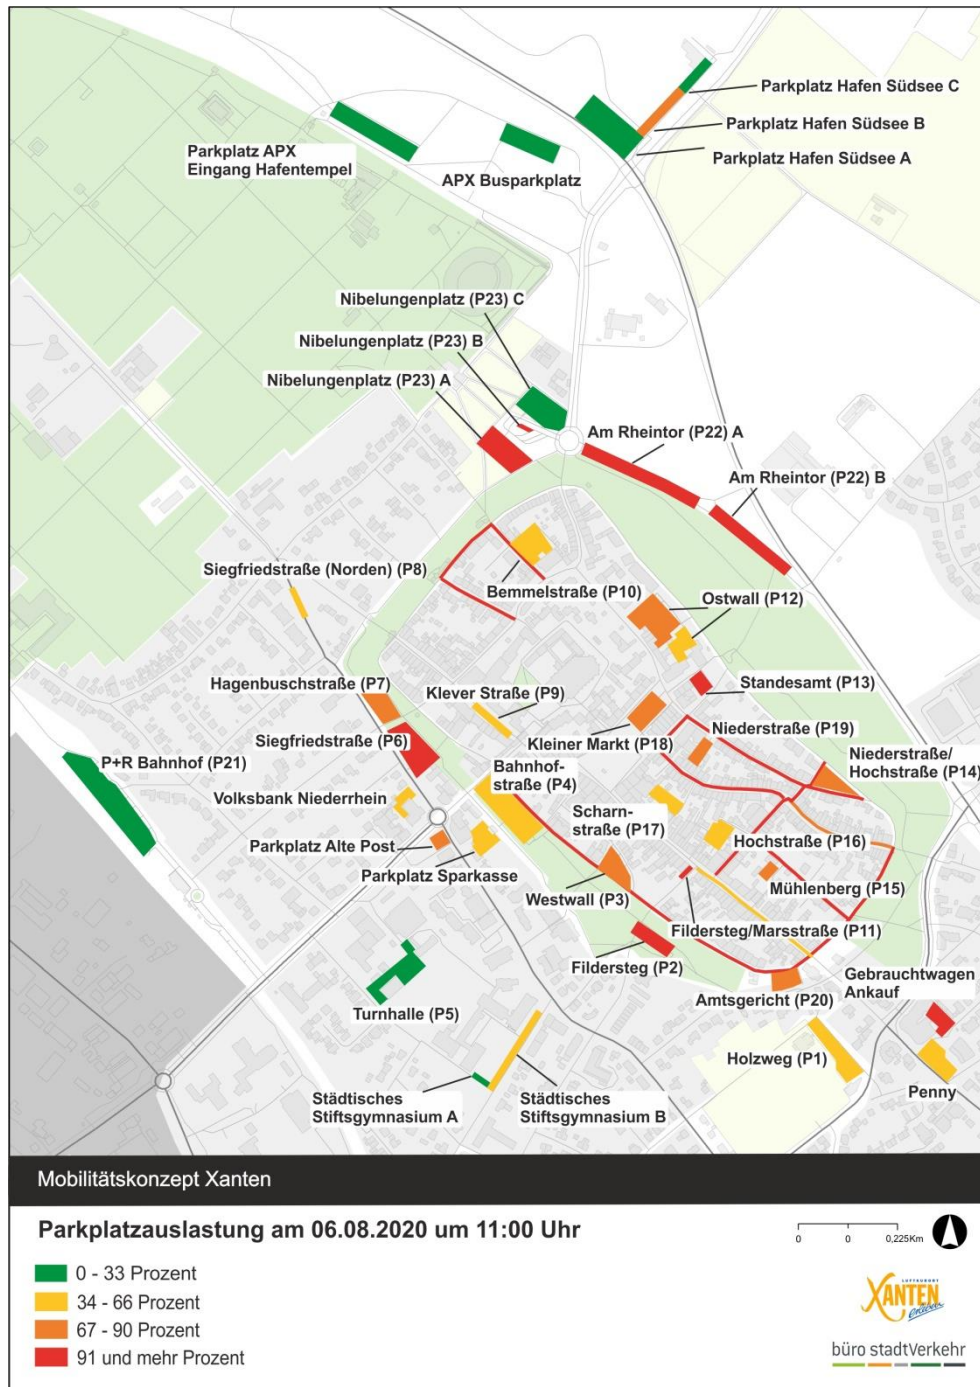 Parkplatz Hafen Südsee C
Parkplatz Hafen Südsee B
Parkplatz Hafen Südsee A
Parkplatz APX
Eingang Hafentempel
APX Busparkplatz
Nibelungenplatz (P23) C
Nibelungenplatz (P23) B
Nibelungenplatz (P23) A
Am Rheintor (P22) A
Am Rheintor (P22) B
Siegfriedstraße (Norden) (P8)
Bemmelstraße (P10)
Ostwall (P12)
Standesamt (P13)
Hagenbuschstraße (P7)
Klever Straße (P9)
Siegfriedstraße (P6)
Kleiner Markt (P18)
Niederstraße (P19)
Niederstraße/
Hochstraße (P14)
P+R Bahnhof (P21)
Bahnhof-
straße (P4)
Volksbank Niederrhein
Scharn-
straße (P17)
Hochstraße (P16)
Parkplatz Alte Post
Parkplatz Sparkasse
Westwall (P3)
Mühlenberg (P15)
Fildersteg/Marsstraße (P11)
Fildersteg (P2)
Gebrauchtwagen
Ankauf
Amtsgericht (P20)
Turnhalle (P5)
Holzweg (P1)
Penny
Städtisches
Stiftsgymnasium A
Städtisches
Stiftsgymnasium B
Mobilitätskonzept Xanten
Parkplatzauslastung am 06.08.2020 um 11:00 Uhr
0 0 0,225Km
0 - 33 Prozent
34 - 66 Prozent
67 - 90 Prozent
91 und mehr Prozent
LUFTKURORT
XANTEN
erleben
büro stadtVerkehr